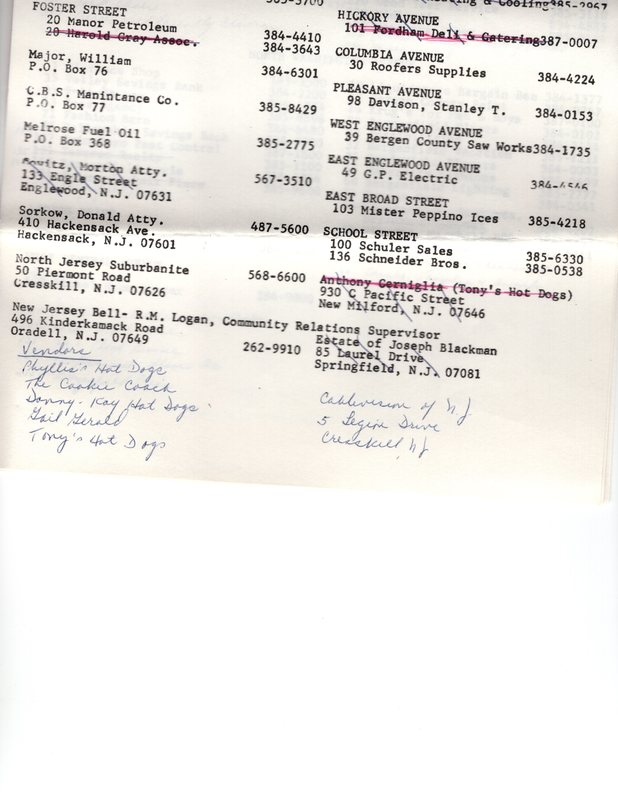 FOSTER STREET
20 Manor Petroleum 384-4410
20 Harold Gray Assoc. 384-3643
Major, William
P.O. Box 76 384-6301
C.B.S. Manintance Co.
P.O. Box 77 385-8429
Melrose Fuel Oil
P.O. Box 368 385-2775
Morton Atty.
133 Engle Street 567-3510
Englewood, N.J. 07631
Sorkow, Donald Atty.
410 Hackensack Ave. 487-5600
Hackensack, N.J. 07601
North Jersey Suburbanite
50 Piermont Road 568-6600
Cresskill, N.J. 07626
New Jersey Bell- R.M. Logan, Community Relations Supervisor
496 Kinderkamack Road
Oradell, N.J. 07649 262-9910
Vendors
Phyllis's Hot Dogs
The Cookie Coach
Danny-Kay Hot Dogs
Gail Gerald
Tony's Hot Dogs
HICKORY AVENUE
101 Fordham Deli & Catering387-0007
COLUMBIA AVENUE
30 Roofers Supplies 384-4224
PLEASANT AVENUE
98 Davison, Stanley T. 384-0153
WEST ENGLEWOOD AVENUE
39 Bergen County Saw Works384-1735
EAST ENGLEWOOD AVENUE
49 G.P. Electric
EAST BROAD STREET
103 Mister Peppino Ices 385-4218
SCHOOL STREET
100 Schuler Sales 385-6330
136 Schneider Bros. 385-0538
Anthony Cerniglia (Tony's Hot Dogs)
930 C Pacific Street
New Milford, N.J. 07646
Estate of Joseph Blackman
85 Laurel Drive
Springfield, N.J. 07081
Cablevision of NJ
5 Legion Drive
Cresskill, NJ